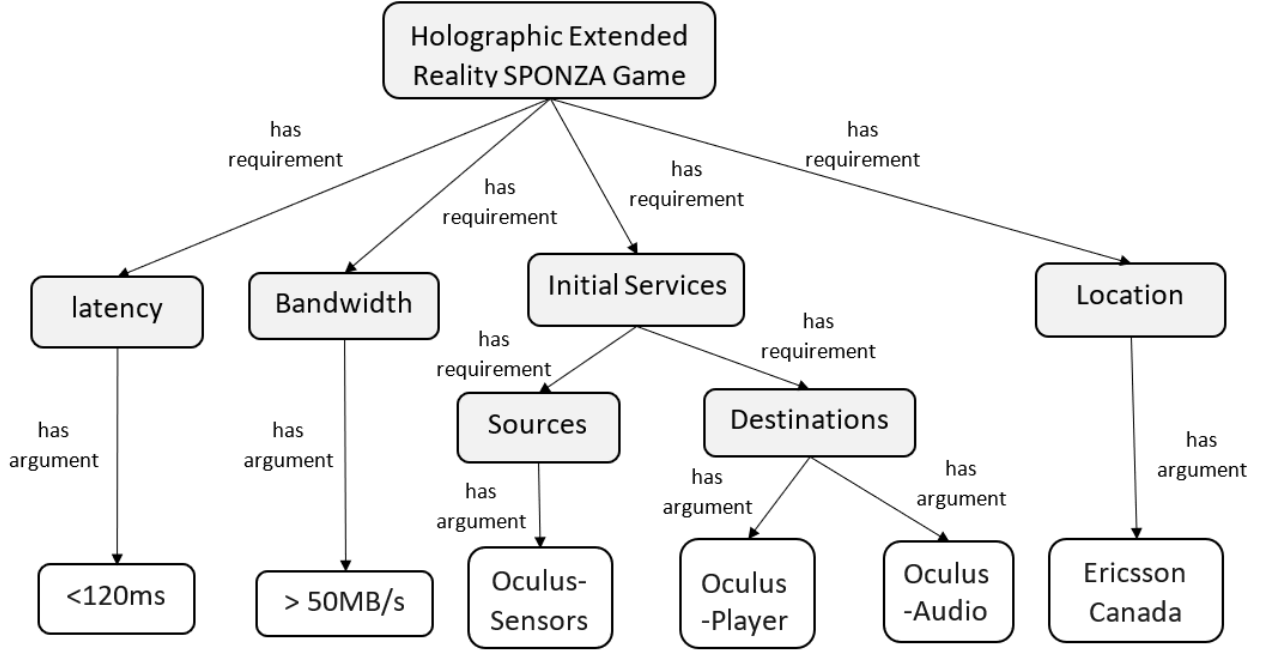 Holographic Extended
Reality SPONZA Game
has
requirement
has
requirement
has
requirement
has
requirement
latency
Bandwidth
Initial Services
Location
has
requirement
has
requirement
Sources
Destinations
has
argument
has
argument
has
argument
has
argument
has
argument
has
argument
<120ms
> 50MB/s
Oculus-
Sensors
Oculus
-Player
Oculus
-Audio
Ericsson
Canada